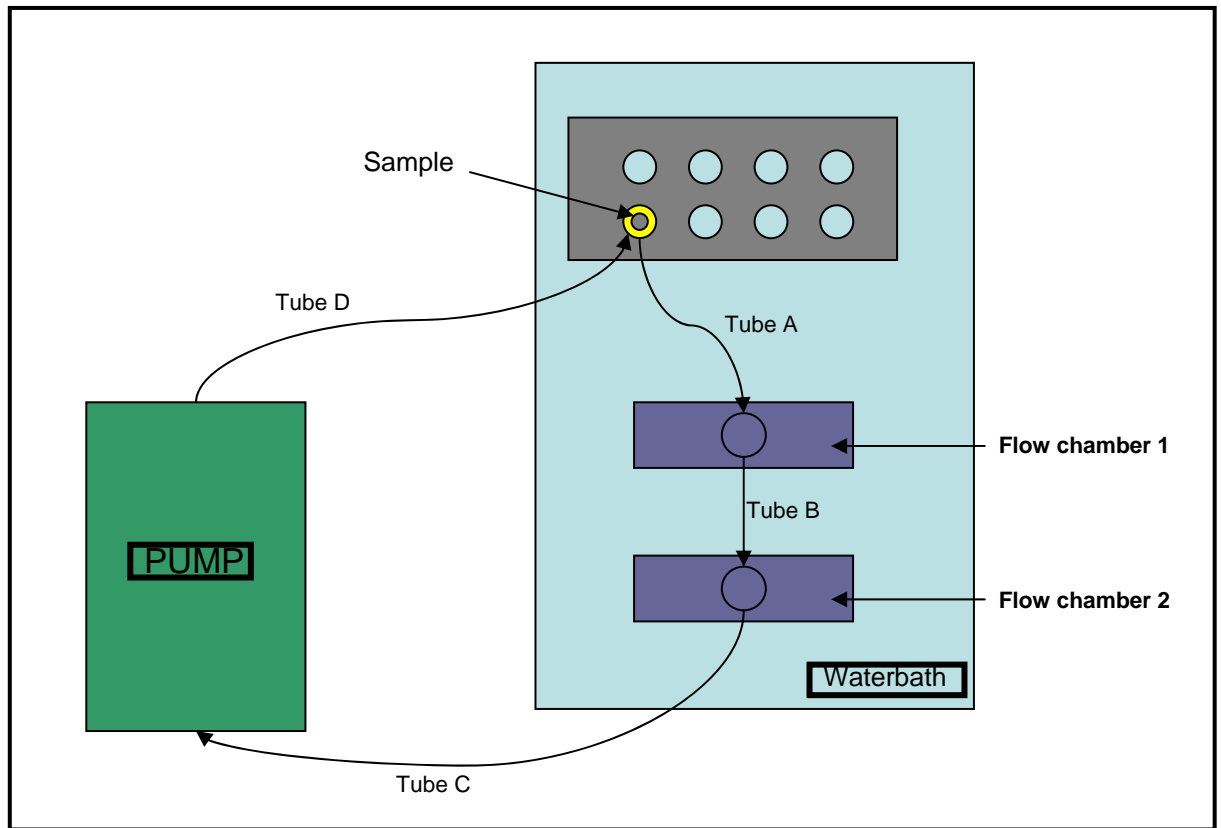 Sample
Tube D
Tube A
Flow chamber 1
Tube B
PUMP
Flow chamber 2
Waterbath
Tube C